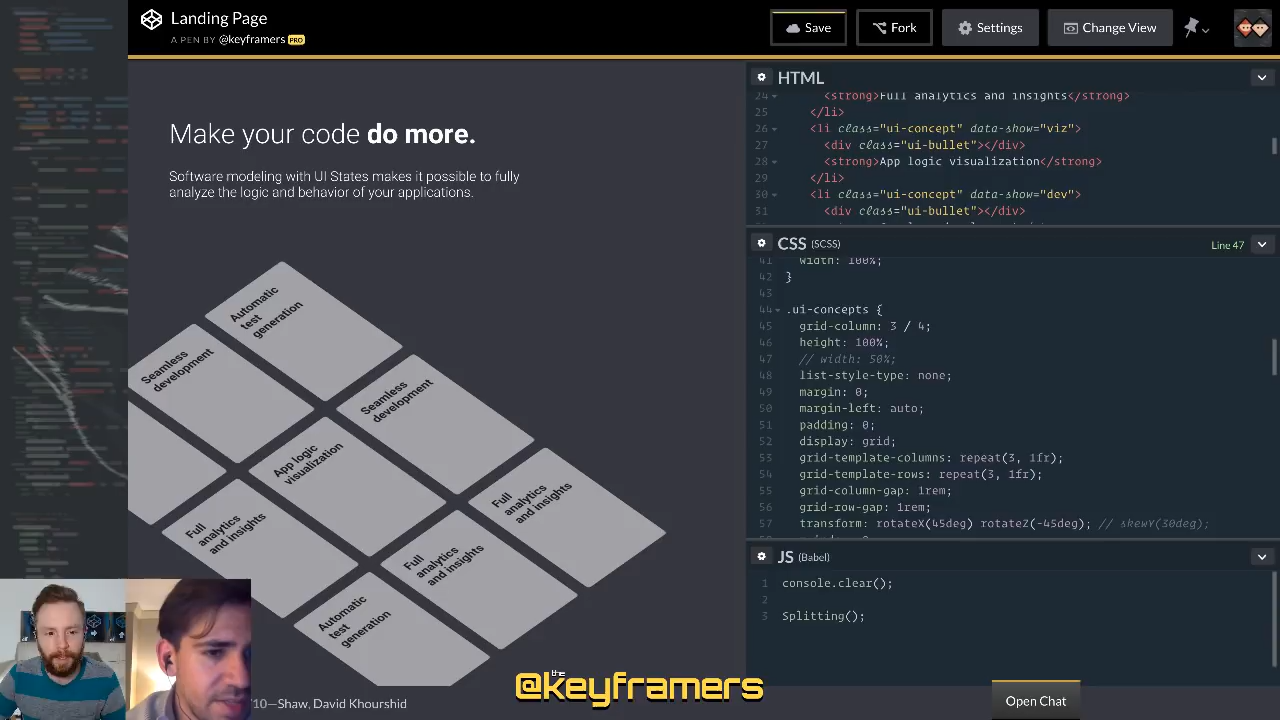 Landing Page
A PEN BY @keyframers PRO
Save
Fork
Settings
Change View
Make your code do more.
Software modeling with UI States makes it possible to fully
analyze the logic and behavior of your applications.
Automatic
test
generation
Seamless
development
Seamless
development
App logic
visualization
Full
analytics
and insights
Full
analytics
and insights
Full
analytics
and insights
Automatic
test
generation
HTML
24 <strong>Full analytics and insights</strong>
25 </li>
26 <li class="ui-concept" data-show="viz">
27 <div class="ui-bullet"></div>
28 <strong>App logic visualization</strong>
29 </li>
30 <li class="ui-concept" data-show="dev">
31 <div class="ui-bullet"></div>
CSS (SCSS)
Line 47
41 width: 100%;
42 }
43
44 .ui-concepts {
45 grid-column: 3 / 4;
46 height: 100%;
47 // width: 50%;
48 list-style-type: none;
49 margin: 0;
50 margin-left: auto;
51 padding: 0;
52 display: grid;
53 grid-template-columns: repeat(3, 1fr);
54 grid-template-rows: repeat(3, 1fr);
55 grid-column-gap: 1rem;
56 grid-row-gap: 1rem;
57 transform: rotateX(45deg) rotateZ(-45deg); // skewY(30deg);
JS (Babel)
1 console.clear();
2
3 Splitting();
/10—Shaw, David Khourshid
the
@keyframers
Open Chat